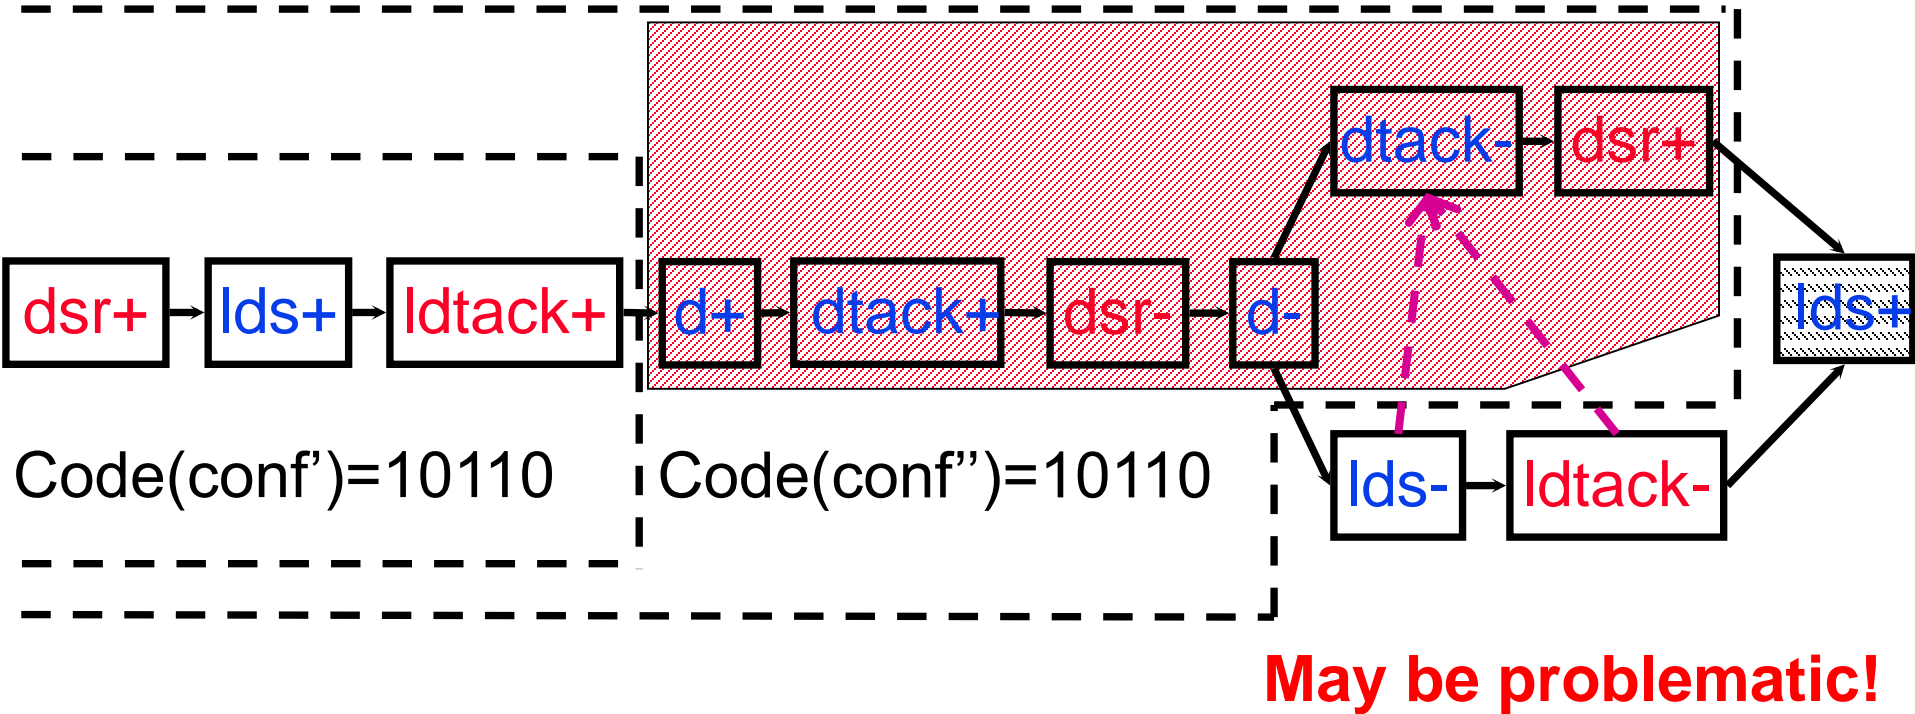 dtack- dsr+
dsr+ lds+ ldtack+ d+ dtack+ dsr- d- lds+
Code(conf’)=10110 Code(conf’’)=10110 lds- ldtack-
May be problematic!